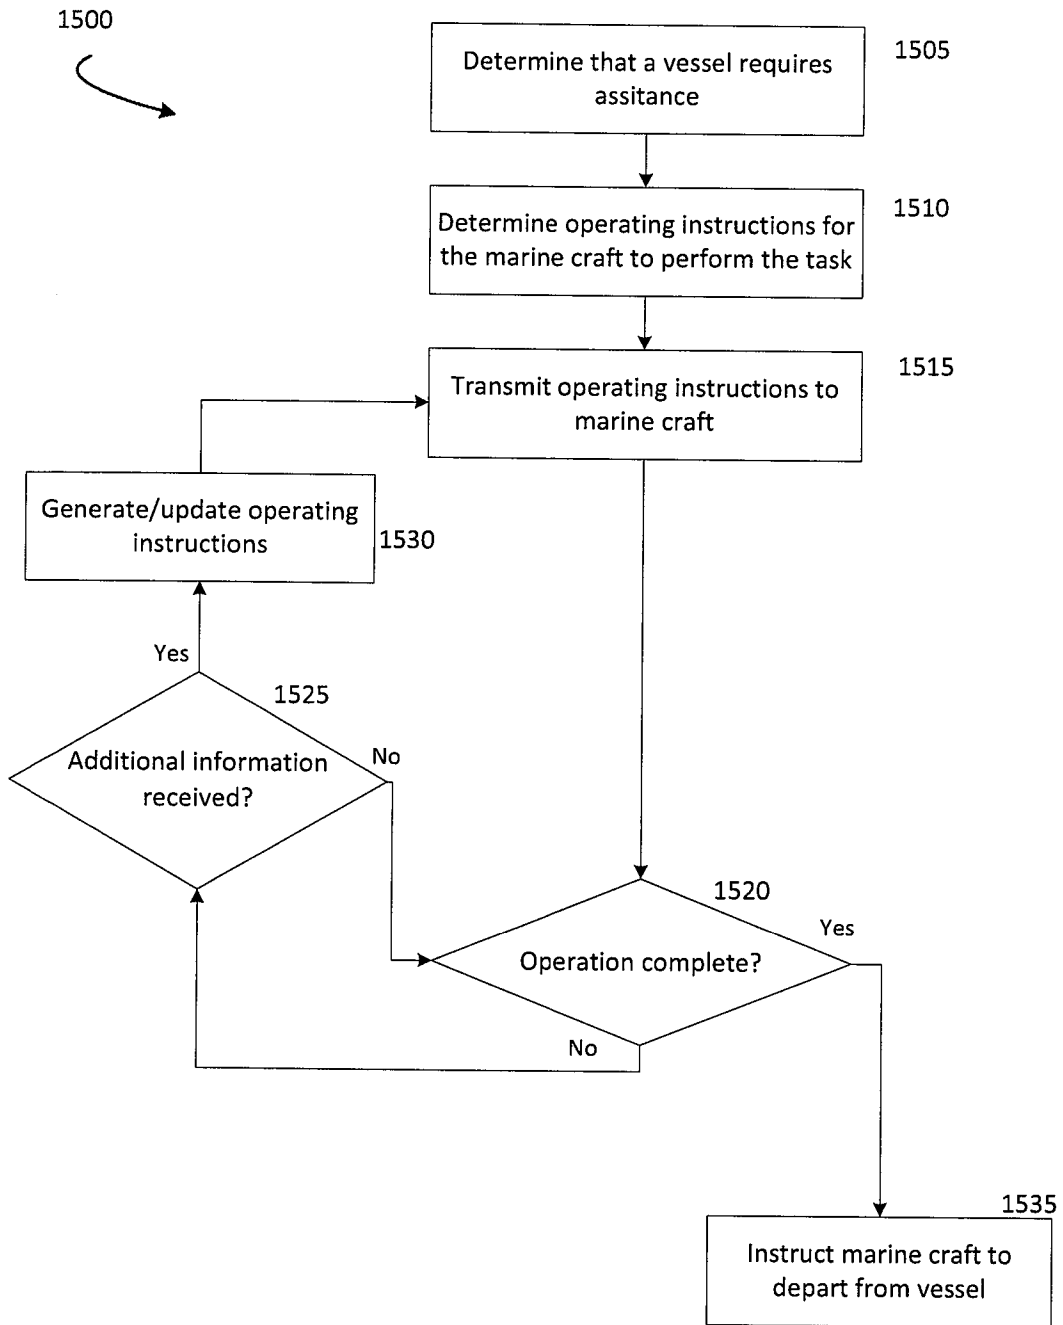 1500
Determine that a vessel requires
assitance
1505
Determine operating instructions for
the marine craft to perform the task
1510
Transmit operating instructions to
marine craft
1515
Generate/update operating
instructions
1530
Yes
1525
Additional information
received?
No
1520
Operation complete?
Yes
No
1535
Instruct marine craft to
depart from vessel